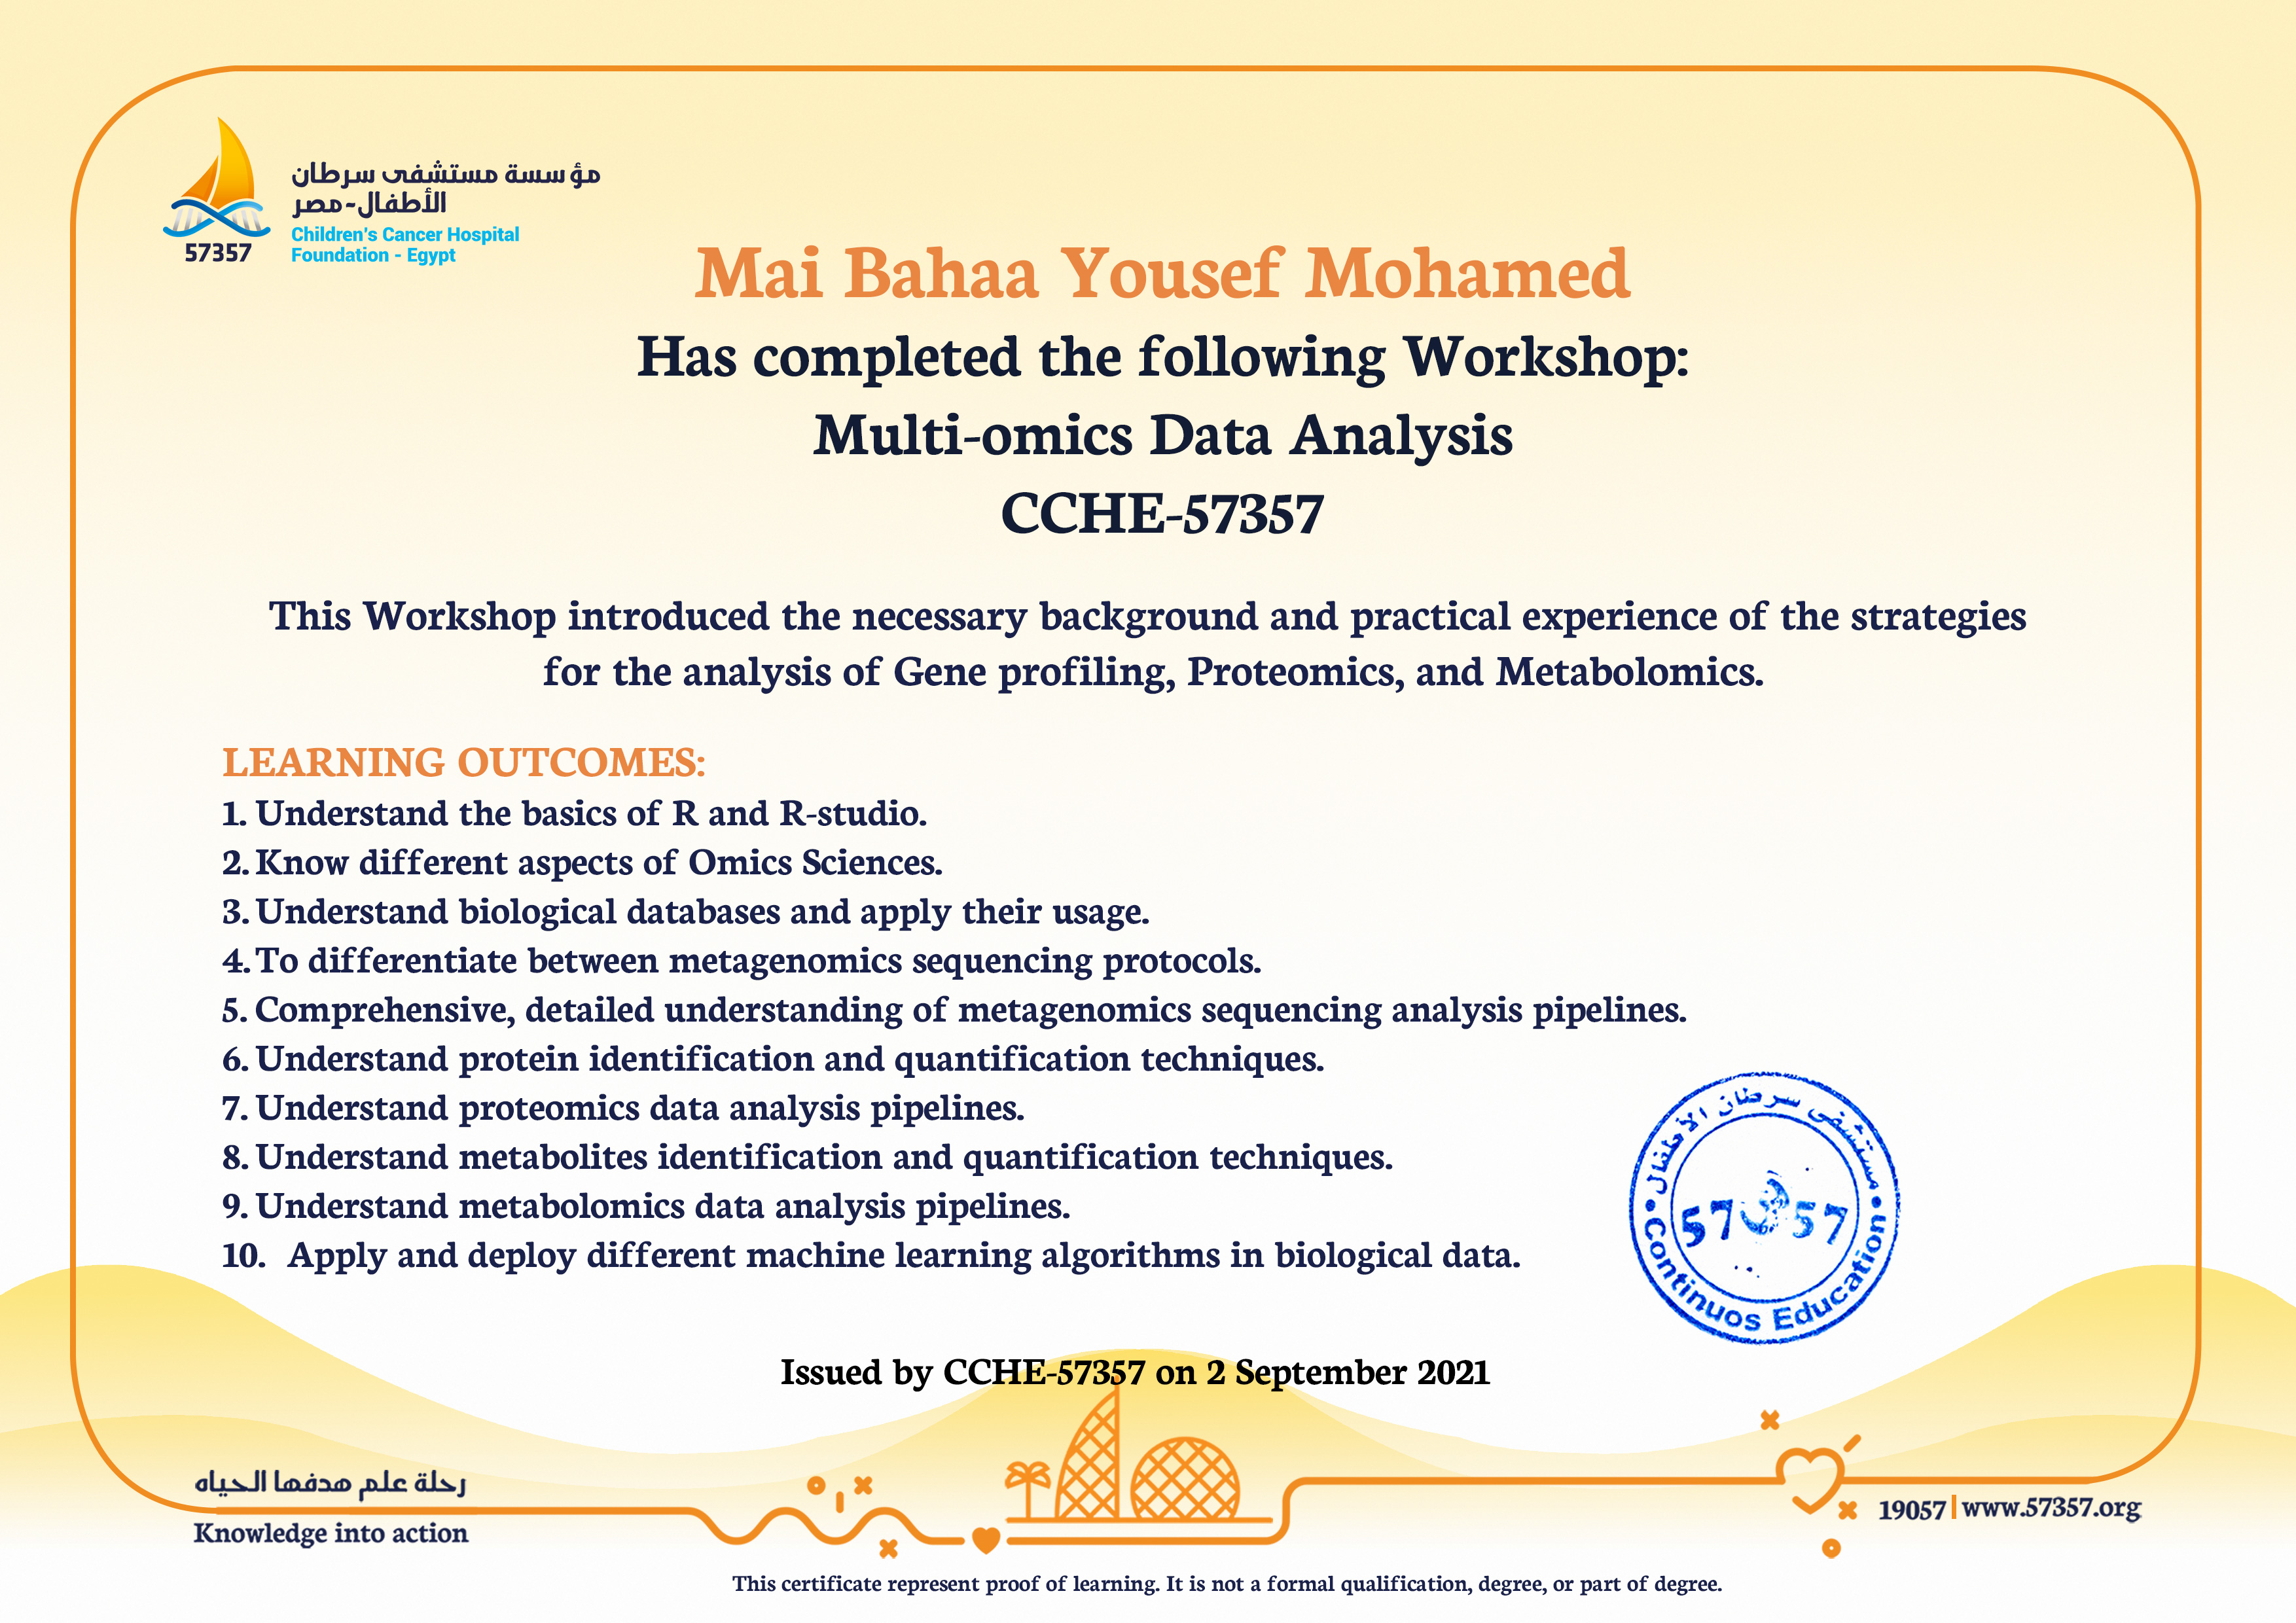 مؤسسة مستشفى سرطان
الأطفال-مصر
Children's Cancer Hospital
Foundation - Egypt
57357
Mai Bahaa Yousef Mohamed
Has completed the following Workshop:
Multi-omics Data Analysis
CCHE-57357
This Workshop introduced the necessary background and practical experience of the strategies
for the analysis of Gene profiling, Proteomics, and Metabolomics.
LEARNING OUTCOMES:
1. Understand the basics of R and R-studio.
2. Know different aspects of Omics Sciences.
3. Understand biological databases and apply their usage.
4. To differentiate between metagenomics sequencing protocols.
5. Comprehensive, detailed understanding of metagenomics sequencing analysis pipelines.
6. Understand protein identification and quantification techniques.
7. Understand proteomics data analysis pipelines.
8. Understand metabolites identification and quantification techniques.
9. Understand metabolomics data analysis pipelines.
10. Apply and deploy different machine learning algorithms in biological data.
مستشفى سرطان الأطفال
57 57
Continuos Education
Issued by CCHE-57357 on 2 September 2021
رحلة علم هدفها الحياه
Knowledge into action
19057 | www.57357.org
This certificate represent proof of learning. It is not a formal qualification, degree, or part of degree.